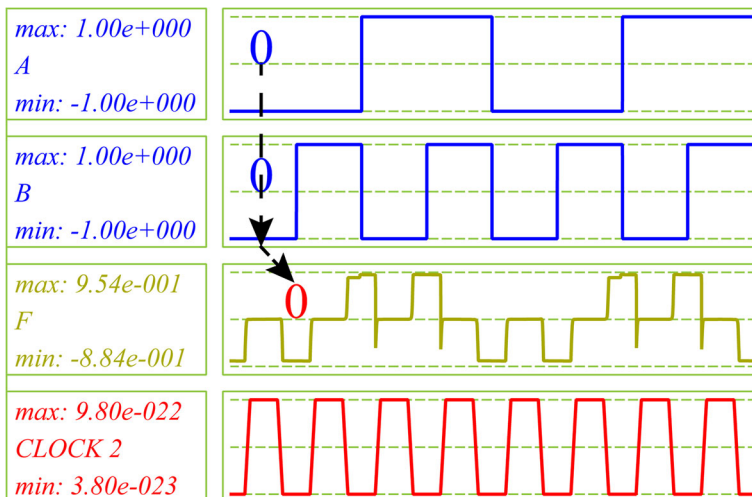 max: 1.00e+000
A
min: -1.00e+000
0
max: 1.00e+000
B
min: -1.00e+000
0
max: 9.54e-001
F
min: -8.84e-001
0
max: 9.80e-022
CLOCK 2
min: 3.80e-023